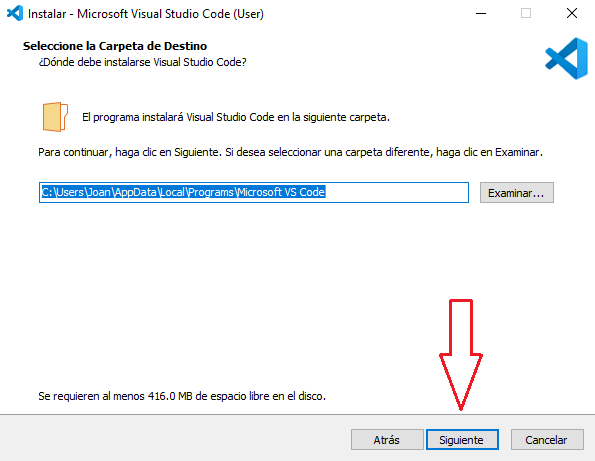 Instalar - Microsoft Visual Studio Code (User)
Seleccione la Carpeta de Destino
¿Dónde debe instalarse Visual Studio Code?
El programa instalará Visual Studio Code en la siguiente carpeta.
Para continuar, haga clic en Siguiente. Si desea seleccionar una carpeta diferente, haga clic en Examinar.
C:\Users\Joan\AppData\Local\Programs\Microsoft VS Code
Examinar...
Se requieren al menos 416.0 MB de espacio libre en el disco.
Atrás
Siguiente
Cancelar